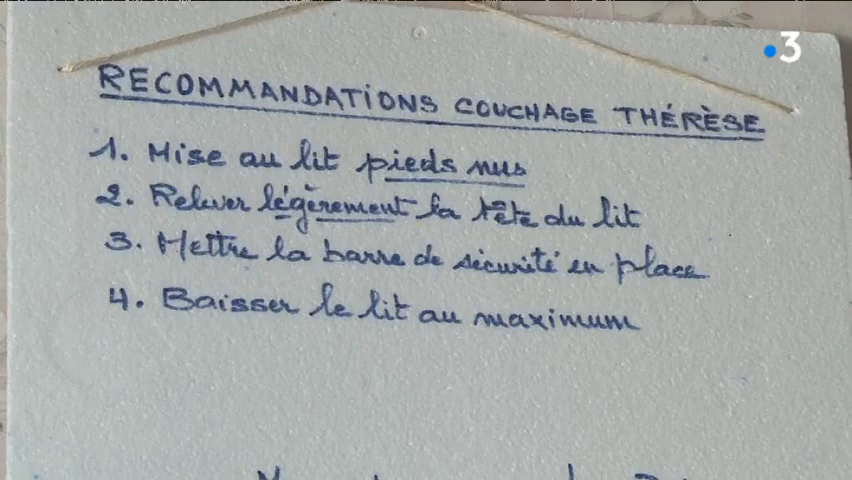 3
RECOMMANDATIONS COUCHAGE THÉRÈSE
1. Mise au lit pieds nus
2. Relever légèrement la tête du lit
3. Mettre la barre de sécurité en place
4. Baisser le lit au maximum